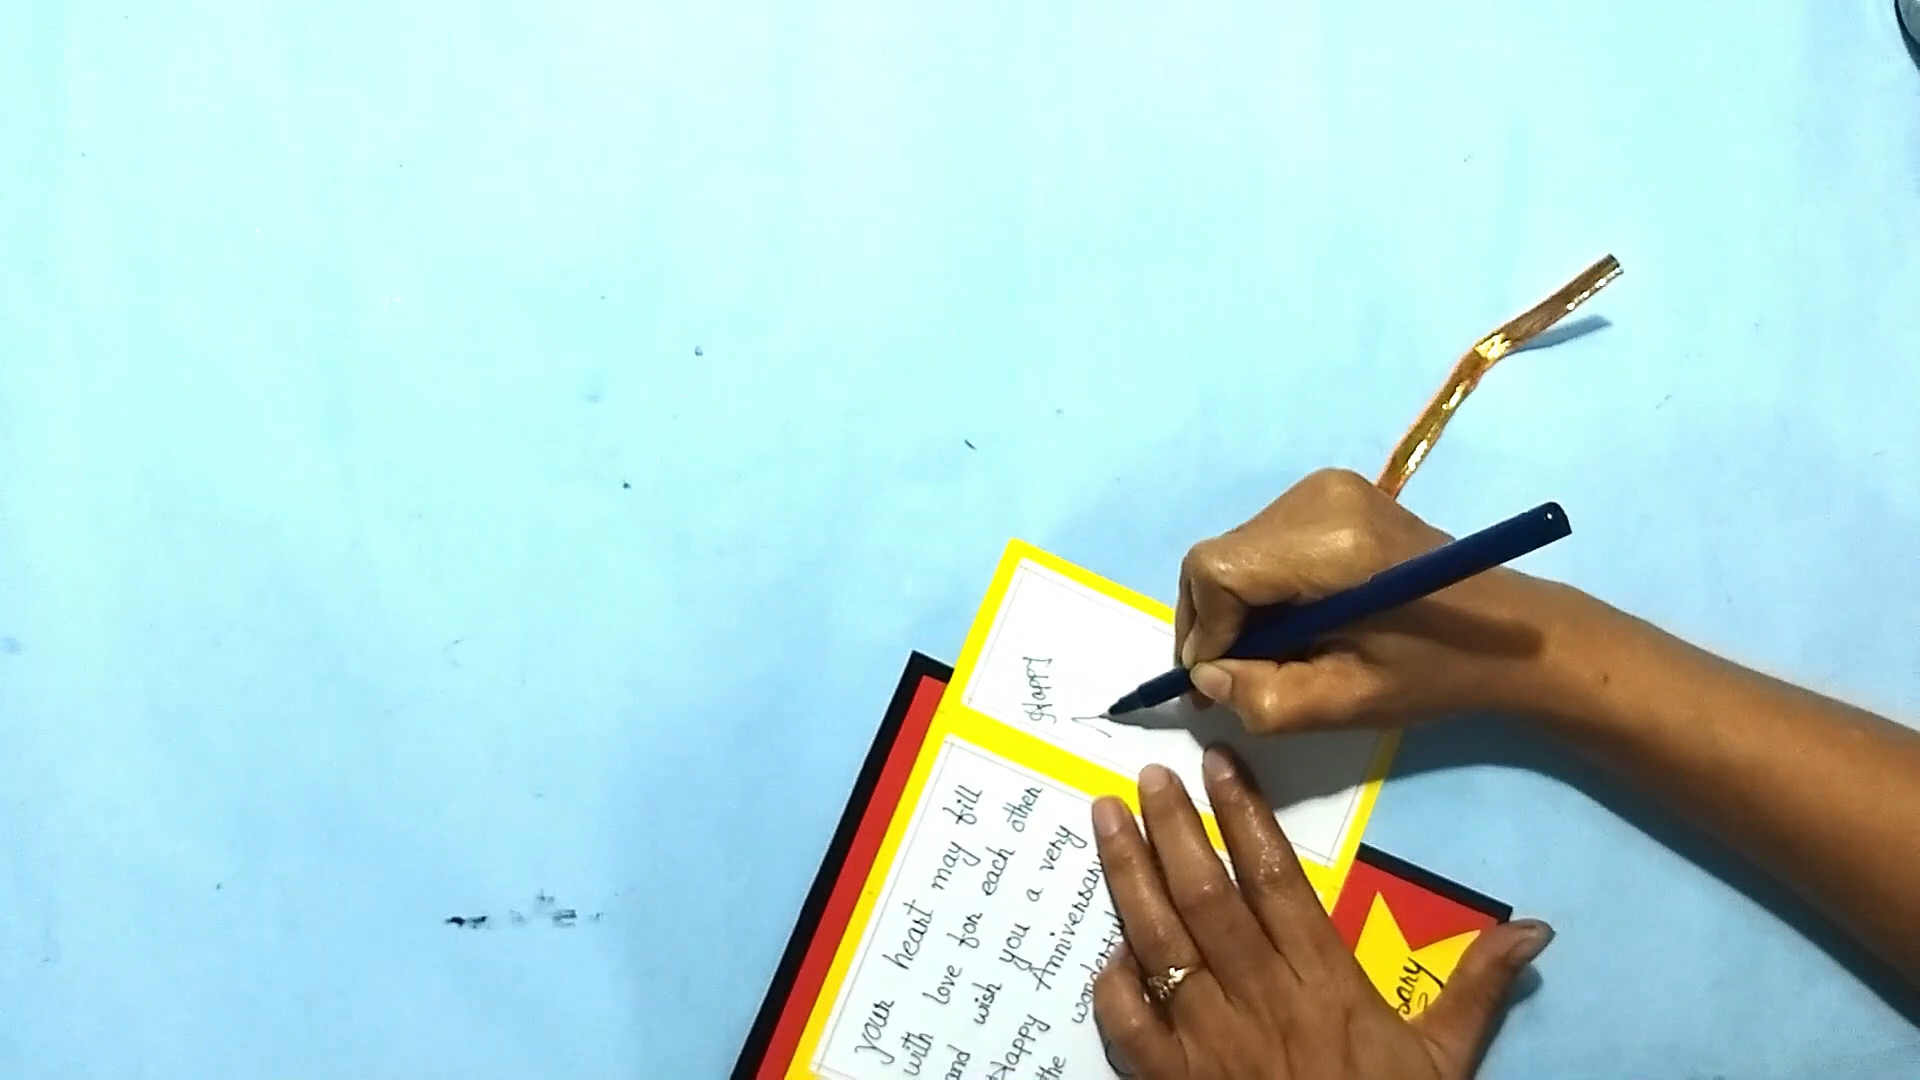 Happy
your heart may fill
with love for each other
and wish you a very
Happy Anniversary
the wonderful
sary